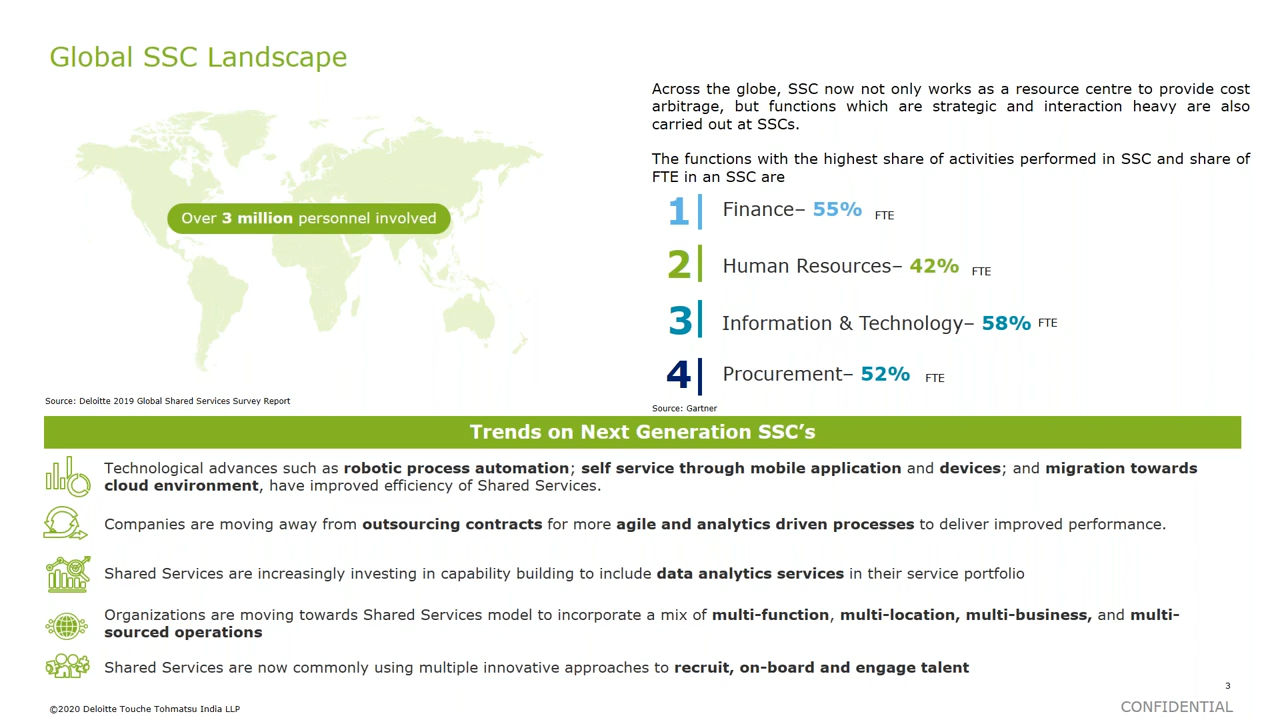 Global SSC Landscape
Over 3 million personnel involved
Source: Deloitte 2019 Global Shared Services Survey Report
Across the globe, SSC now not only works as a resource centre to provide cost
arbitrage, but functions which are strategic and interaction heavy are also
carried out at SSCs.
The functions with the highest share of activities performed in SSC and share of
FTE in an SSC are
1 Finance– 55% FTE
2 Human Resources– 42% FTE
3 Information & Technology– 58% FTE
4 Procurement– 52% FTE
Source: Gartner
Trends on Next Generation SSC’s
Technological advances such as robotic process automation; self service through mobile application and devices; and migration towards
cloud environment, have improved efficiency of Shared Services.
Companies are moving away from outsourcing contracts for more agile and analytics driven processes to deliver improved performance.
Shared Services are increasingly investing in capability building to include data analytics services in their service portfolio
Organizations are moving towards Shared Services model to incorporate a mix of multi-function, multi-location, multi-business, and multi-
sourced operations
Shared Services are now commonly using multiple innovative approaches to recruit, on-board and engage talent
3
©2020 Deloitte Touche Tohmatsu India LLP
CONFIDENTIAL